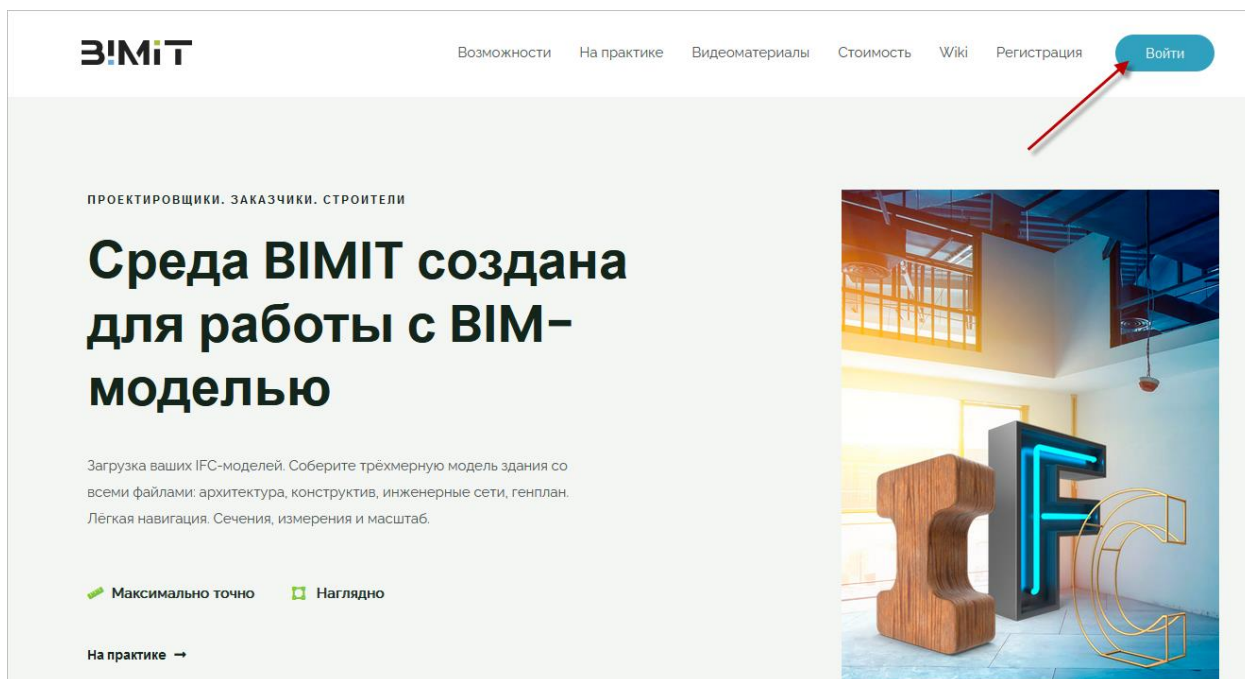 B!MiT
Возможности На практике Видеоматериалы Стоимость Wiki Регистрация Войти
ПРОЕКТИРОВЩИКИ. ЗАКАЗЧИКИ. СТРОИТЕЛИ
Среда BIMIT создана
для работы с BIM-
моделью
Загрузка ваших IFC-моделей. Соберите трёхмерную модель здания со
всеми файлами: архитектура, конструктив, инженерные сети, генплан.
Лёгкая навигация. Сечения, измерения и масштаб.
Максимально точно Наглядно
На практике →
IFC